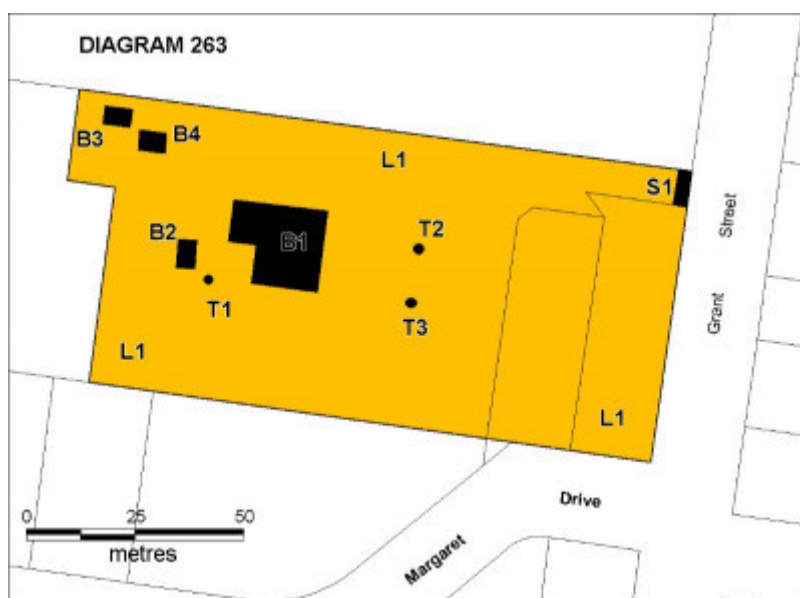 DIAGRAM 263
B3
B4
L1
S1
Street
B2
B1
T2
T1
T3
Grant
L1
L1
0 25 50
metres
Drive
Margaret